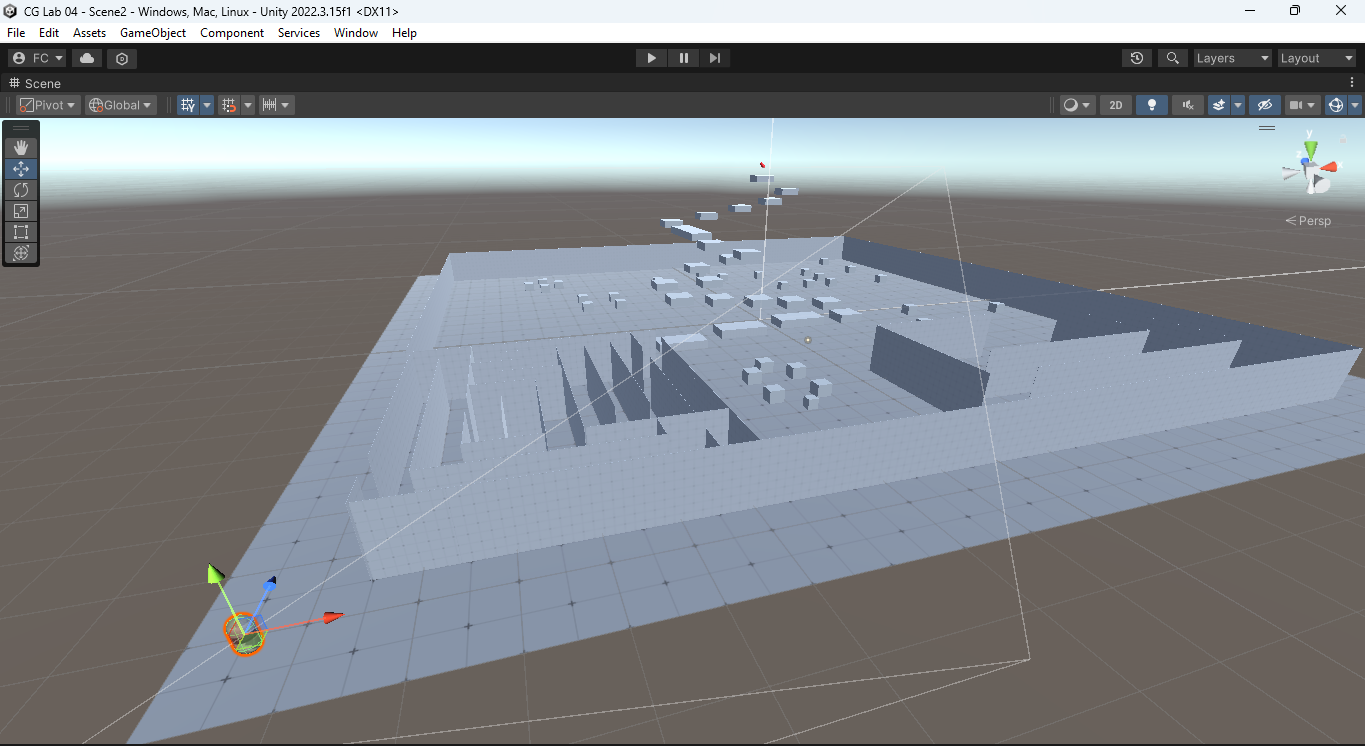 CG Lab 04 - Scene2 - Windows, Mac, Linux - Unity 2022.3.15f1 <DX11>
File Edit Assets GameObject Component Services Window Help
FC Layers Layout
Scene
Pivot Global 2D
y
z
Persp